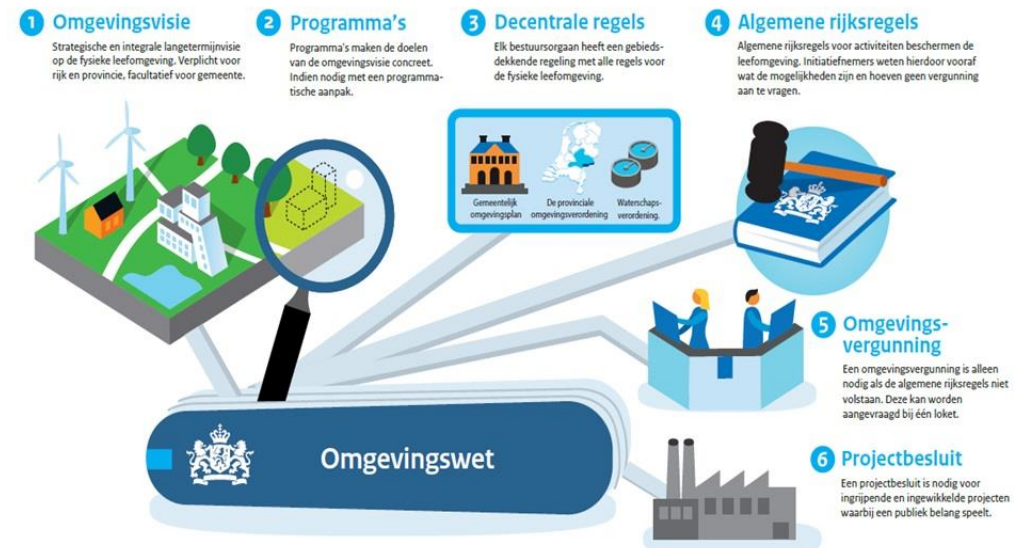 1 Omgevingsvisie
Strategische en integrale langetermijnvisie
op de fysieke leefomgeving. Verplicht voor
rijk en provincie, facultatief voor gemeente.
2 Programma's
Programma's maken de doelen
van de omgevingsvisie concreet.
Indien nodig met een programma-
tische aanpak.
3 Decentrale regels
Elk bestuursorgaan heeft een gebieds-
dekkende regeling met alle regels voor
de fysieke leefomgeving.
4 Algemene rijksregels
Algemene rijksregels voor activiteiten beschermen de
leefomgeving. Initiatiefnemers weten hierdoor vooraf
wat de mogelijkheden zijn en hoeven geen vergunning
aan te vragen.
Gemeentelijk
omgevingsplan
De provinciale
omgevingsverordening
Waterschaps-
verordening.
5 Omgevings-
vergunning
Een omgevingsvergunning is alleen
nodig als de algemene rijksregels niet
volstaan. Deze kan worden
aangevraagd bij één loket.
Omgevingswet
6 Projectbesluit
Een projectbesluit is nodig voor
ingrijpende en ingewikkelde projecten
waarbij een publiek belang speelt.